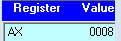 Register Value
AX 0008